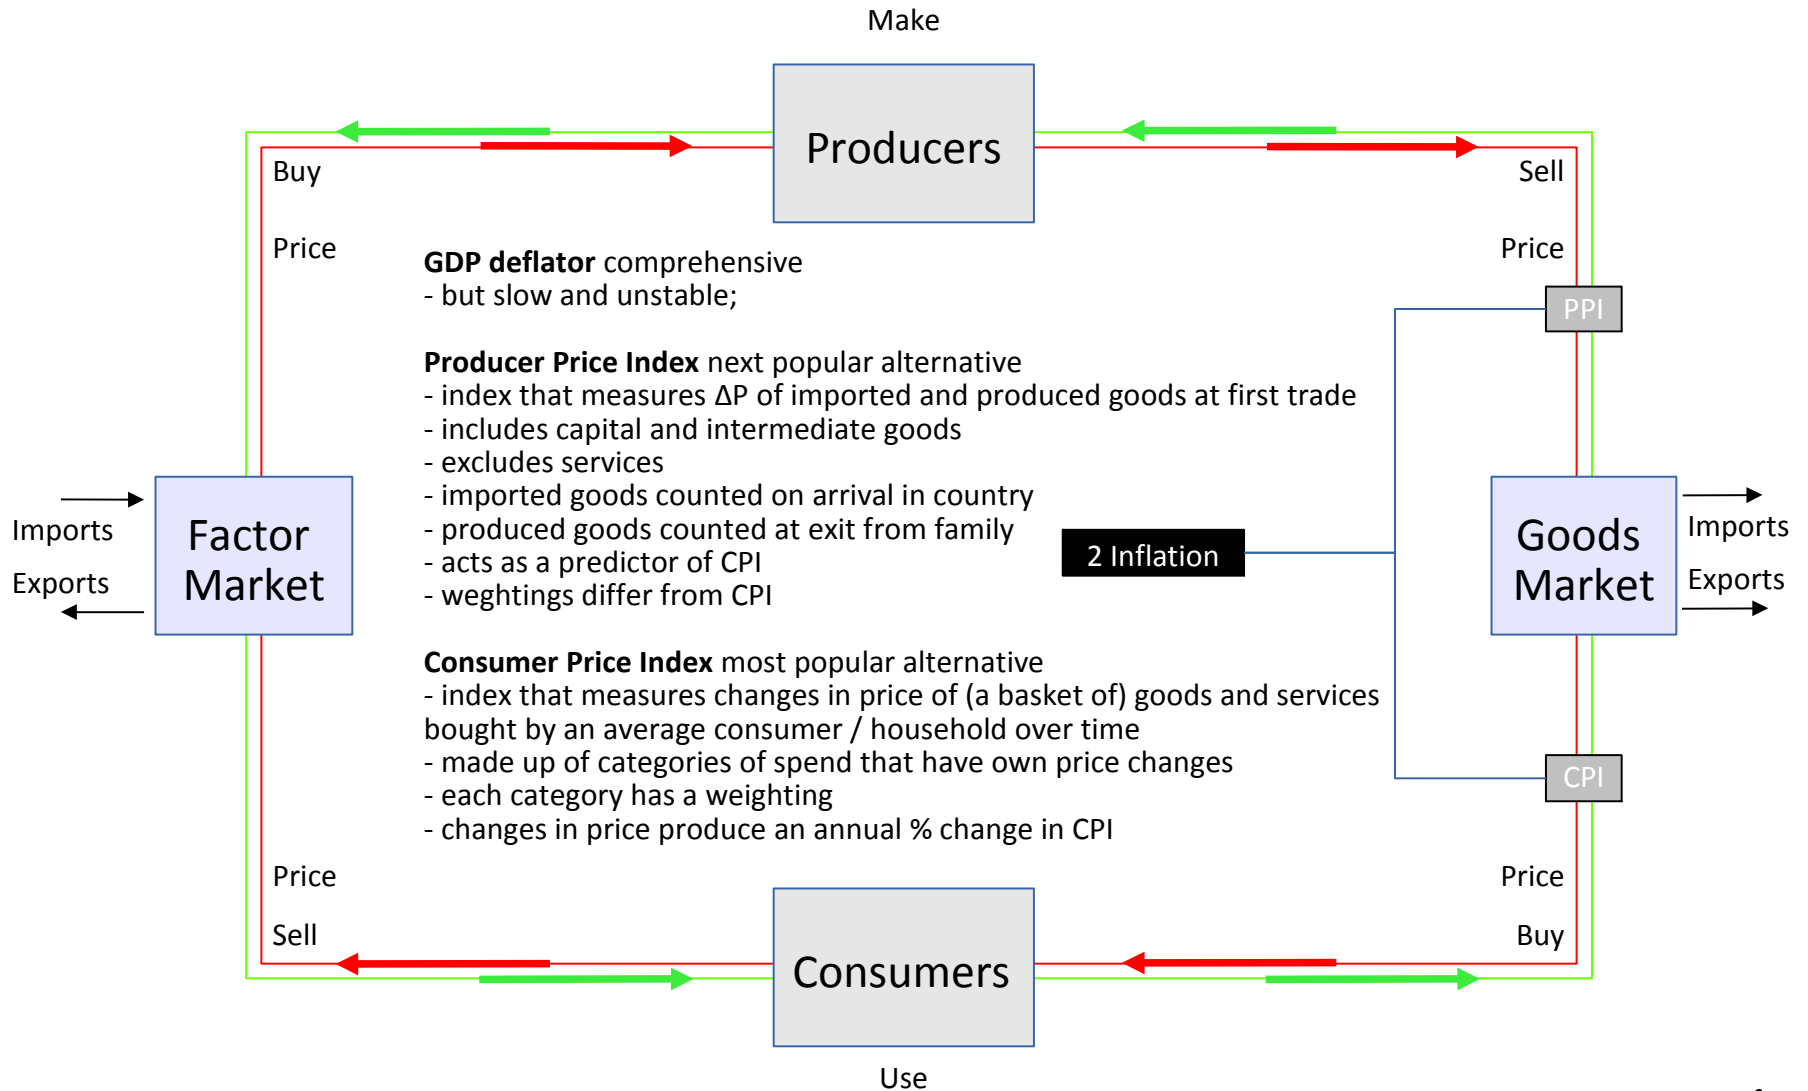 Make
Producers
Buy
Sell
Price
Price
GDP deflator comprehensive
- but slow and unstable;
PPI
Producer Price Index next popular alternative
- index that measures ΔP of imported and produced goods at first trade
- includes capital and intermediate goods
- excludes services
- imported goods counted on arrival in country
- produced goods counted at exit from family
- acts as a predictor of CPI
- weghtings differ from CPI
Imports
Exports
Factor
Market
2 Inflation
Goods
Market
Imports
Exports
Consumer Price Index most popular alternative
- index that measures changes in price of (a basket of) goods and services
bought by an average consumer / household over time
- made up of categories of spend that have own price changes
- each category has a weighting
- changes in price produce an annual % change in CPI
CPI
Price
Price
Sell
Buy
Consumers
Use